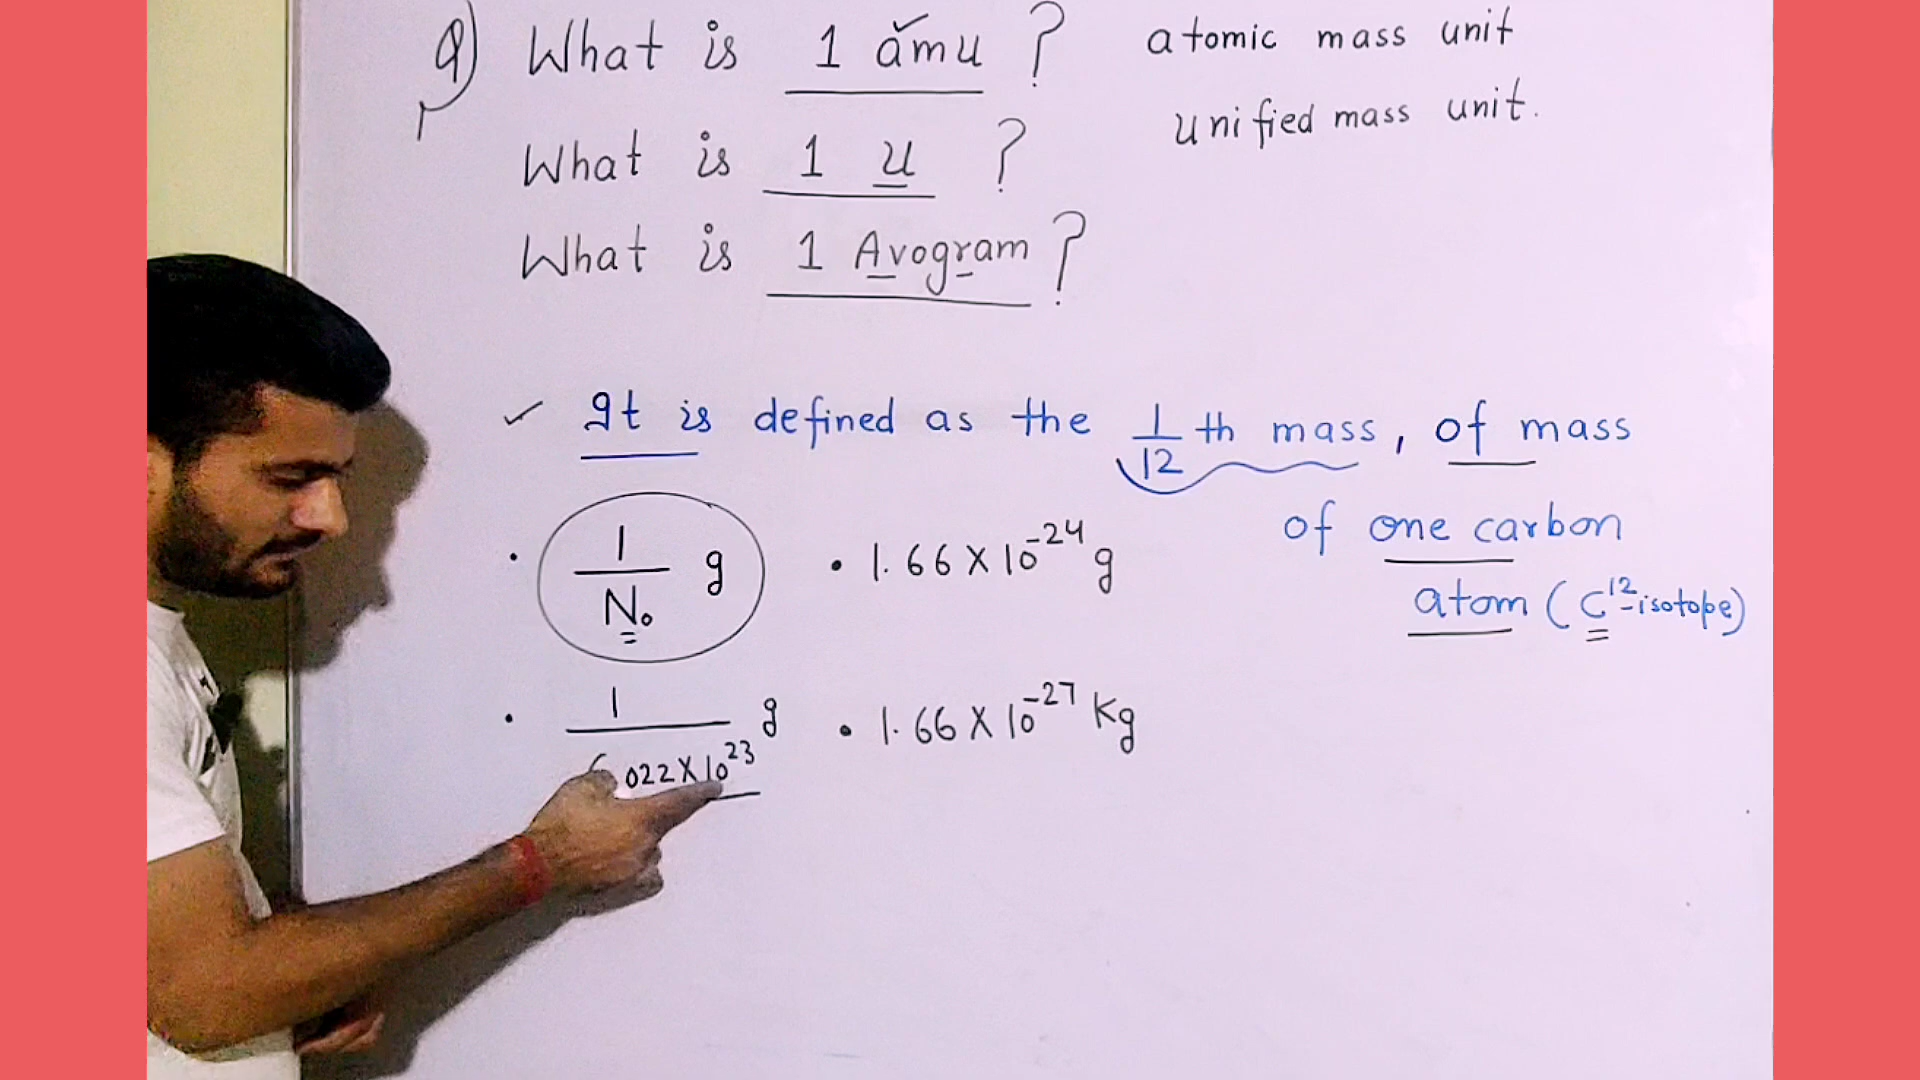 Q) What is 1 amu ? atomic mass unit
unified mass unit.
What is 1 u ?
What is 1 Avogram ?
✓ It is defined as the 1/12 th mass, of mass
of one carbon
atom (C¹²-isotope)
• 1/N₀ g • 1.66 X 10⁻²⁴ g
• 1/6.022 X 10²³ g • 1.66 X 10⁻²⁷ Kg